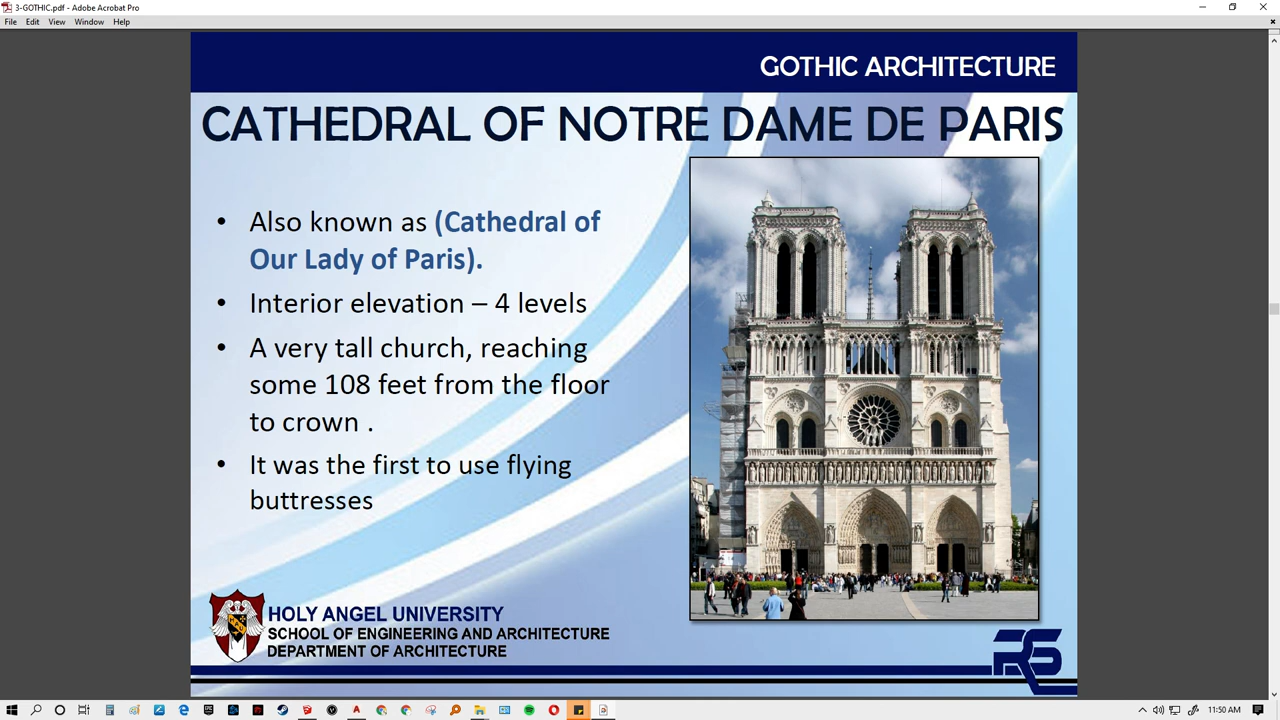 3-GOTHIC.pdf - Adobe Acrobat Pro
File Edit View Window Help
GOTHIC ARCHITECTURE
CATHEDRAL OF NOTRE DAME DE PARIS
• Also known as (Cathedral of
Our Lady of Paris).
• Interior elevation – 4 levels
• A very tall church, reaching
some 108 feet from the floor
to crown .
• It was the first to use flying
buttresses
HOLY ANGEL UNIVERSITY
SCHOOL OF ENGINEERING AND ARCHITECTURE
DEPARTMENT OF ARCHITECTURE
RS
11:50 AM